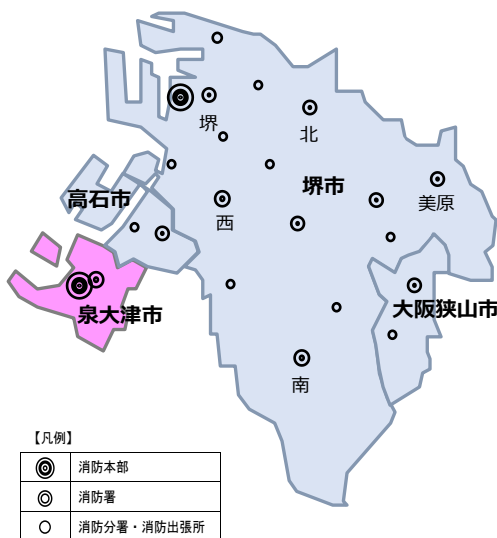 堺
北
高石市
堺市
美原
西
大阪狭山市
泉大津市
南
【凡例】
消防本部
消防署
消防分署・消防出張所